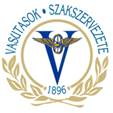 VASUTASOK • SZAKSZERVEZETE
V
1896